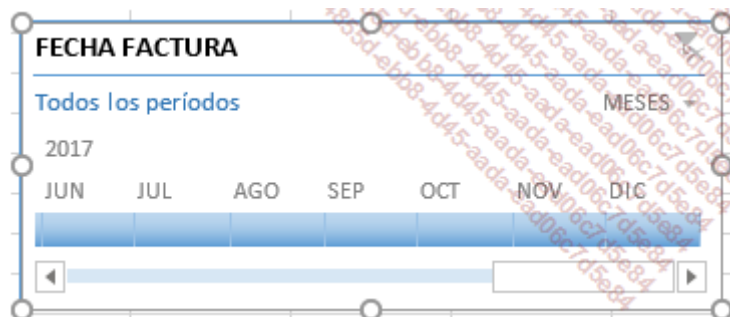 FECHA FACTURA
Todos los períodos
MESES
2017
JUN JUL AGO SEP OCT NOV DIC